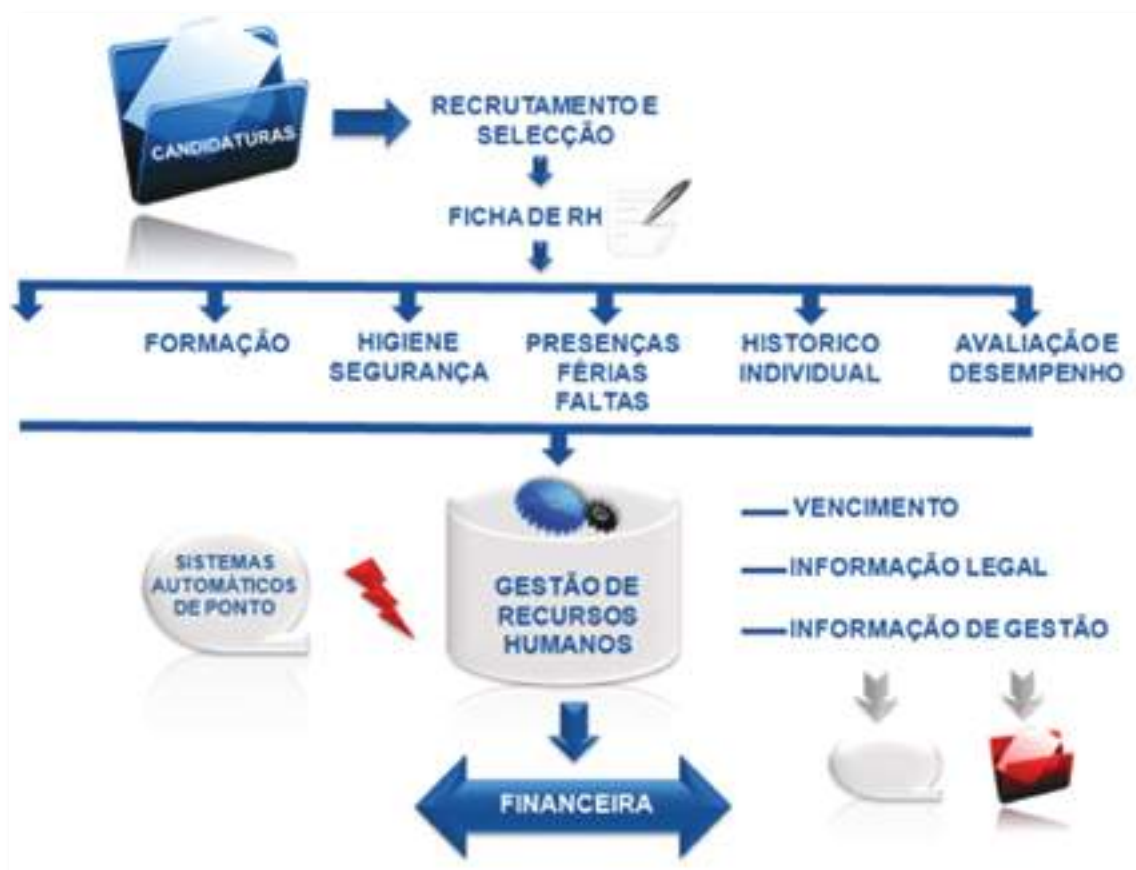 CANDIDATURAS
RECRUTAMENTO E
SELECÇÃO
FICHA DE RH
FORMAÇÃO
HIGIENE
SEGURANÇA
PRESENÇAS
FÉRIAS
FALTAS
HISTÓRICO
INDIVIDUAL
AVALIAÇÃO E
DESEMPENHO
SISTEMAS
AUTOMÁTICOS
DE PONTO
GESTÃO DE
RECURSOS
HUMANOS
VENCIMENTO
INFORMAÇÃO LEGAL
INFORMAÇÃO DE GESTÃO
FINANCEIRA